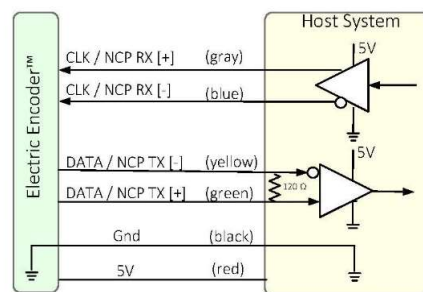 Host System
5V
CLK / NCP RX [+] (gray)
CLK / NCP RX [-] (blue)
Electric Encoder™
5V
DATA / NCP TX [-] (yellow)
120 Ω
DATA / NCP TX [+] (green)
Gnd (black)
5V (red)